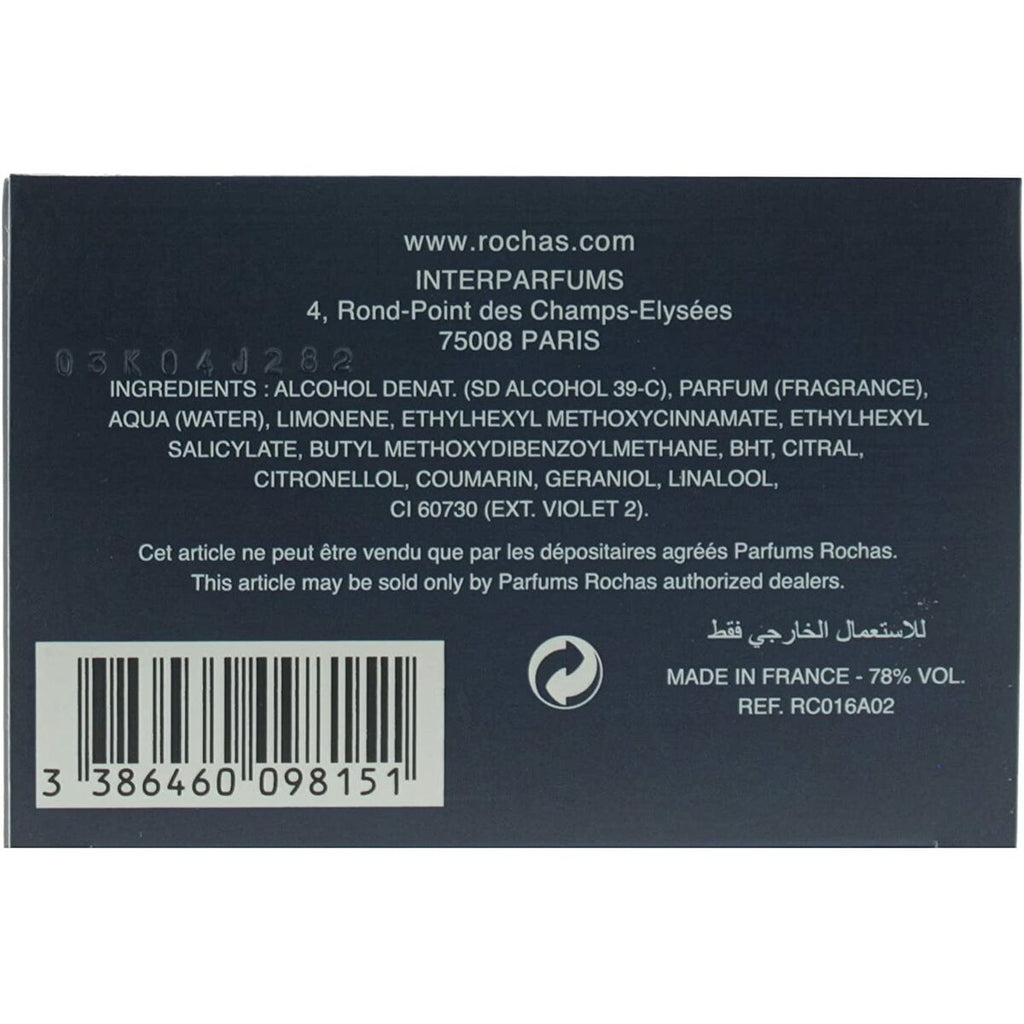 www.rochas.com
INTERPARFUMS
4, Rond-Point des Champs-Elysées
75008 PARIS
03K04J282
INGREDIENTS : ALCOHOL DENAT. (SD ALCOHOL 39-C), PARFUM (FRAGRANCE),
AQUA (WATER), LIMONENE, ETHYLHEXYL METHOXYCINNAMATE, ETHYLHEXYL
SALICYLATE, BUTYL METHOXYDIBENZOYLMETHANE, BHT, CITRAL,
CITRONELLOL, COUMARIN, GERANIOL, LINALOOL,
CI 60730 (EXT. VIOLET 2).
Cet article ne peut être vendu que par les dépositaires agréés Parfums Rochas.
This article may be sold only by Parfums Rochas authorized dealers.
للاستعمال الخارجي فقط
MADE IN FRANCE - 78% VOL.
REF. RC016A02
3 386460 098151